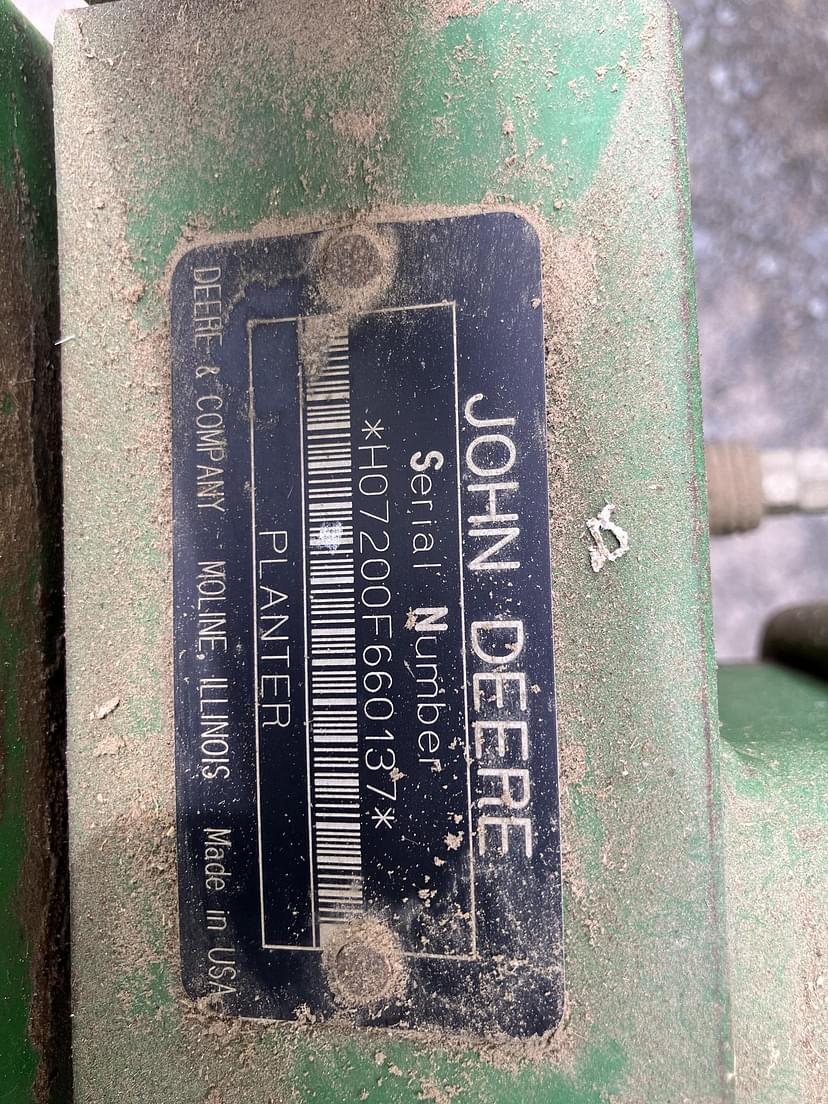 JOHN DEERE
Serial Number
*H07200F660137*
PLANTER
DEERE & COMPANY MOLINE, ILLINOIS Made in USA